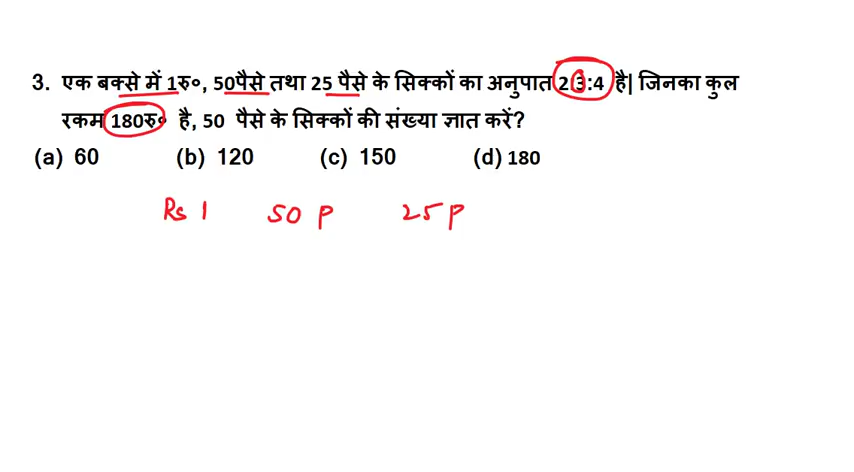 3. एक बक्से में 1रु०, 50पैसे तथा 25 पैसे के सिक्कों का अनुपात 2:3:4 है| जिनका कुल
रकम 180रु० है, 50 पैसे के सिक्कों की संख्या ज्ञात करें?
(a) 60 (b) 120 (c) 150 (d) 180
Rs 1 50 P 25 P